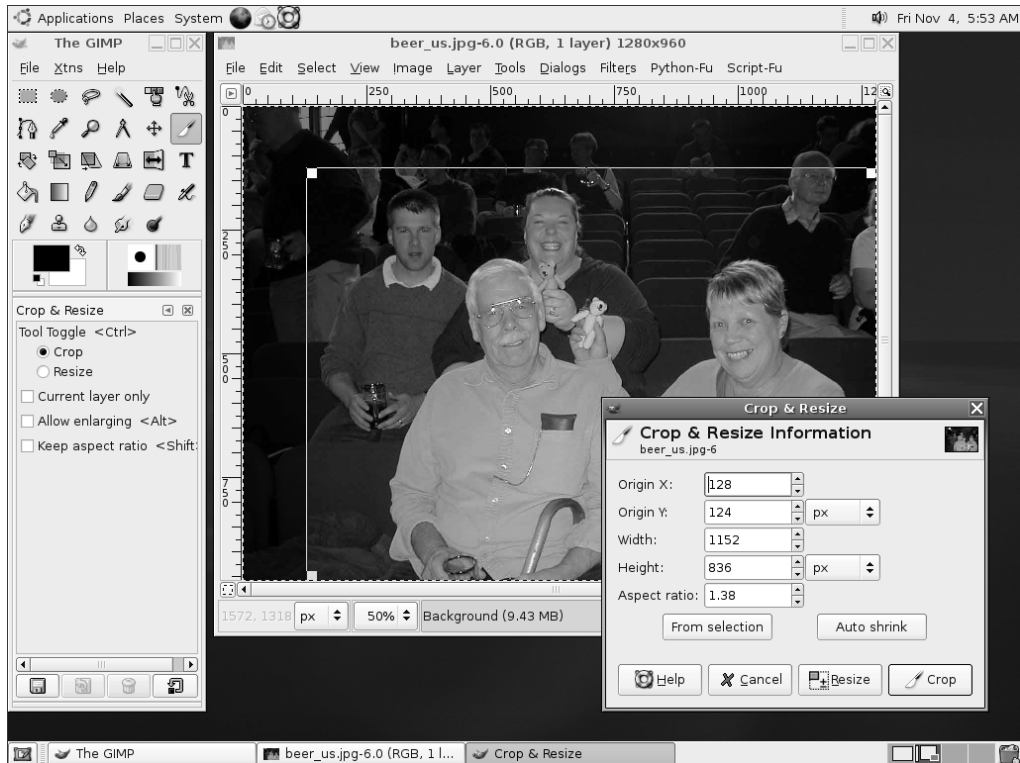 Applications Places System
Fri Nov 4, 5:53 AM
The GIMP
File Xtns Help
T
Crop & Resize
Tool Toggle <Ctrl>
Crop
Resize
Current layer only
Allow enlarging <Alt>
Keep aspect ratio <Shift
beer_us.jpg-6.0 (RGB, 1 layer) 1280x960
File Edit Select View Image Layer Tools Dialogs Filters Python-Fu Script-Fu
0 250 500 750 1000 12
0
250
500
750
1572, 1318 px 50% Background (9.43 MB)
Crop & Resize
Crop & Resize Information
beer_us.jpg-6
Origin X: 128
Origin Y: 124 px
Width: 1152
Height: 836 px
Aspect ratio: 1.38
From selection Auto shrink
Help Cancel Resize Crop
The GIMP beer_us.jpg-6.0 (RGB, 1 l... Crop & Resize